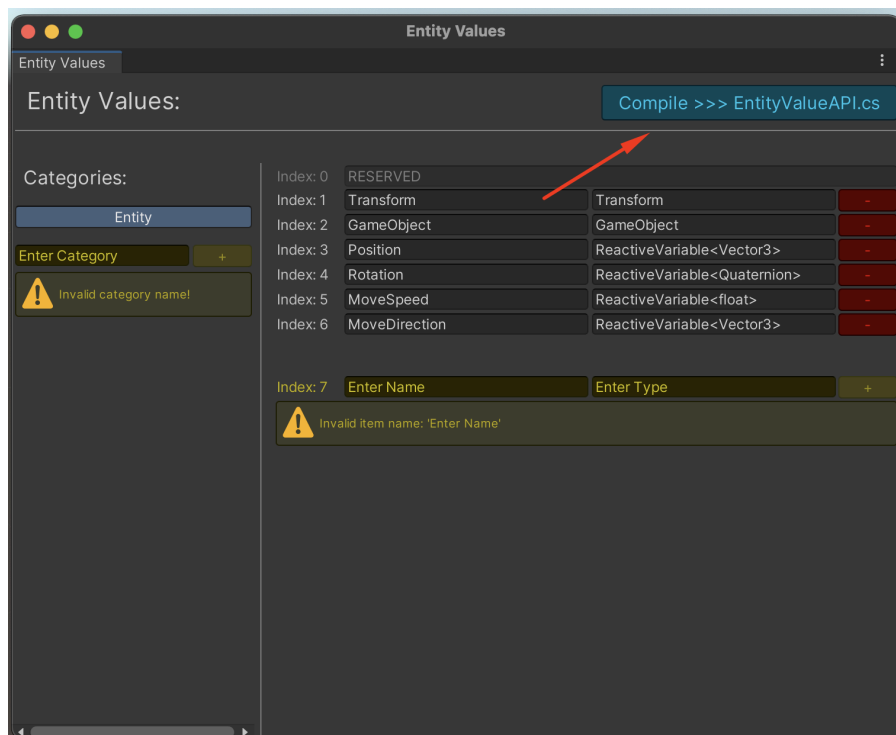 Entity Values
Entity Values
Entity Values:
Compile >>> EntityValueAPI.cs
Categories:
Entity
Enter Category +
Invalid category name!
Index: 0 RESERVED
Index: 1 Transform Transform -
Index: 2 GameObject GameObject -
Index: 3 Position ReactiveVariable<Vector3> -
Index: 4 Rotation ReactiveVariable<Quaternion> -
Index: 5 MoveSpeed ReactiveVariable<float> -
Index: 6 MoveDirection ReactiveVariable<Vector3> -
Index: 7 Enter Name Enter Type +
Invalid item name: 'Enter Name'